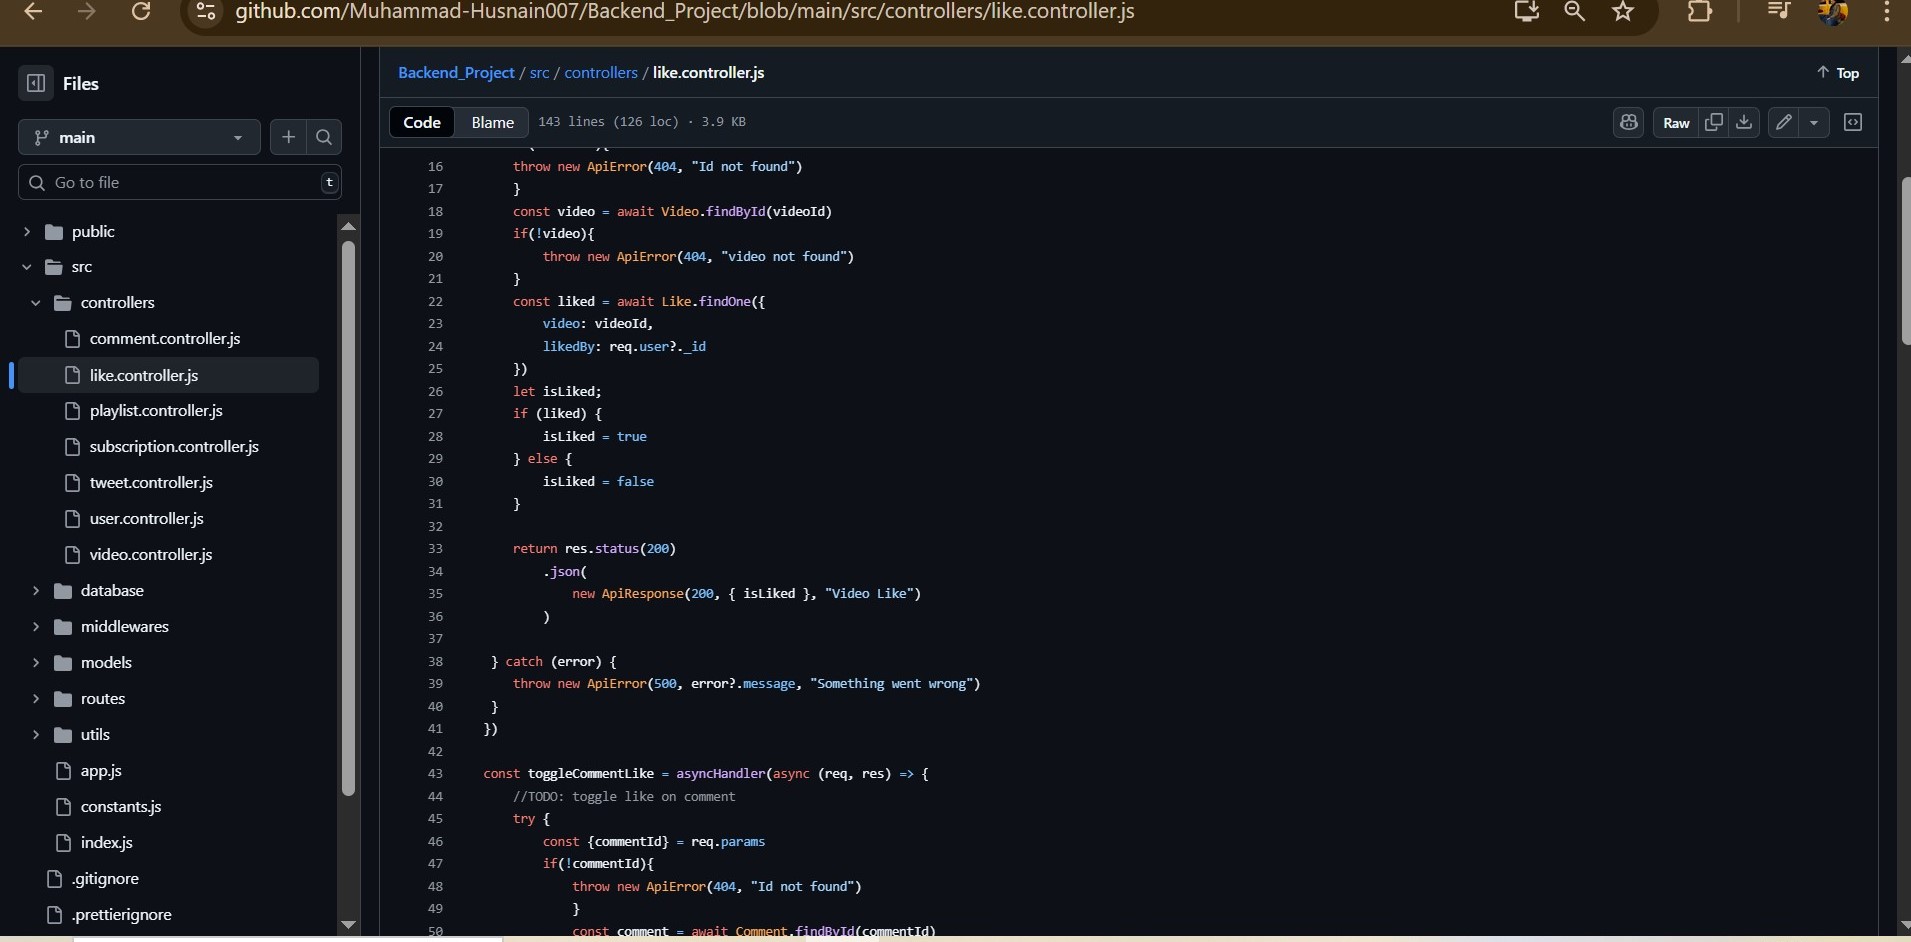 github.com/Muhammad-Husnain007/Backend_Project/blob/main/src/controllers/like.controller.js
Files
main
Go to file
t
public
src
controllers
comment.controller.js
like.controller.js
playlist.controller.js
subscription.controller.js
tweet.controller.js
user.controller.js
video.controller.js
database
middlewares
models
routes
utils
app.js
constants.js
index.js
.gitignore
.prettierignore
Backend_Project / src / controllers / like.controller.js
Top
Code Blame 143 lines (126 loc) · 3.9 KB
Raw
16 throw new ApiError(404, "Id not found")
17 }
18 const video = await Video.findById(videoId)
19 if(!video){
20 throw new ApiError(404, "video not found")
21 }
22 const liked = await Like.findOne({
23 video: videoId,
24 likedBy: req.user?._id
25 })
26 let isLiked;
27 if (liked) {
28 isLiked = true
29 } else {
30 isLiked = false
31 }
32
33 return res.status(200)
34 .json(
35 new ApiResponse(200, { isLiked }, "Video Like")
36 )
37
38 } catch (error) {
39 throw new ApiError(500, error?.message, "Something went wrong")
40 }
41 })
42
43 const toggleCommentLike = asyncHandler(async (req, res) => {
44 //TODO: toggle like on comment
45 try {
46 const {commentId} = req.params
47 if(!commentId){
48 throw new ApiError(404, "Id not found")
49 }
50 const comment = await Comment.findById(commentId)